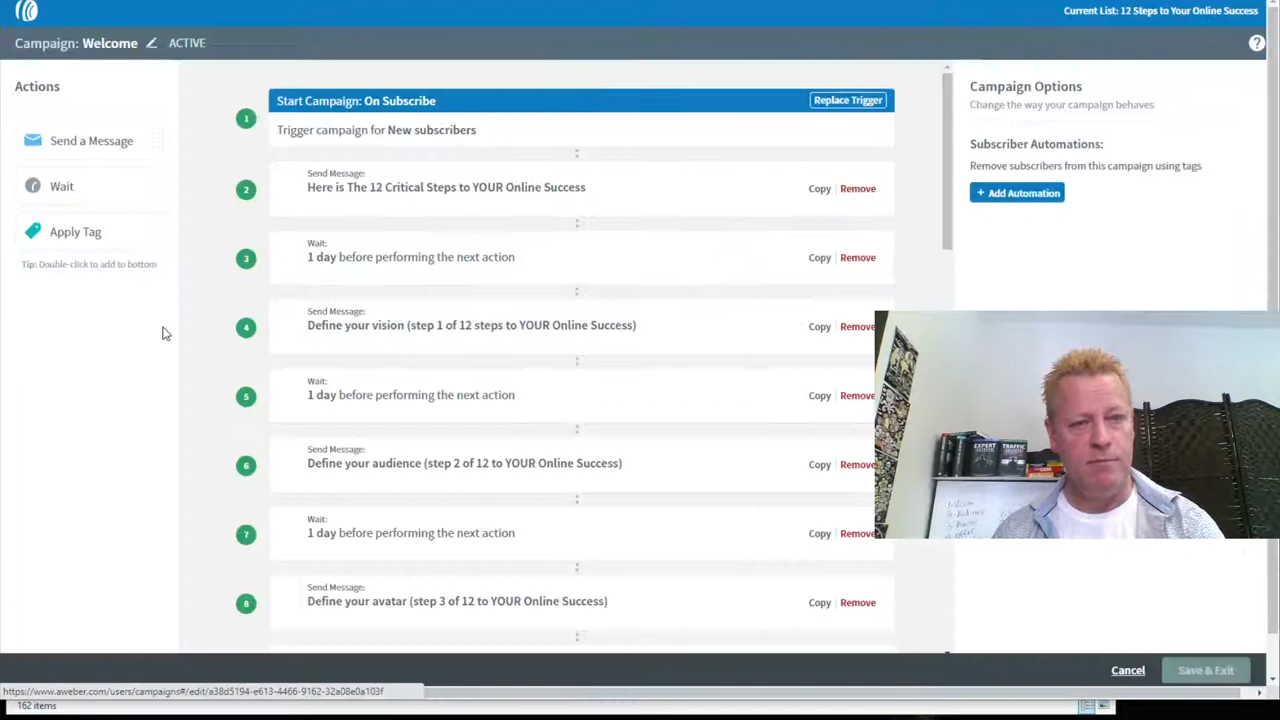 Current List: 12 Steps to Your Online Success
Campaign: Welcome ACTIVE
?
Actions
Send a Message
Wait
Apply Tag
Tip: Double-click to add to bottom
1
Start Campaign: On Subscribe
Replace Trigger
Trigger campaign for New subscribers
2
Send Message:
Here is The 12 Critical Steps to YOUR Online Success
Copy Remove
3
Wait:
1 day before performing the next action
Copy Remove
4
Send Message:
Define your vision (step 1 of 12 steps to YOUR Online Success)
Copy Remove
5
Wait:
1 day before performing the next action
Copy Remove
6
Send Message:
Define your audience (step 2 of 12 to YOUR Online Success)
Copy Remove
7
Wait:
1 day before performing the next action
Copy Remove
8
Send Message:
Define your avatar (step 3 of 12 to YOUR Online Success)
Copy Remove
Campaign Options
Change the way your campaign behaves
Subscriber Automations:
Remove subscribers from this campaign using tags
+ Add Automation
EXPERT
SECRETS
TRAFFIC
SECRETS
Cancel
Save & Exit
https://www.aweber.com/users/campaigns#/edit/a38d5194-e613-4466-9162-32a08e0a103f
162 items